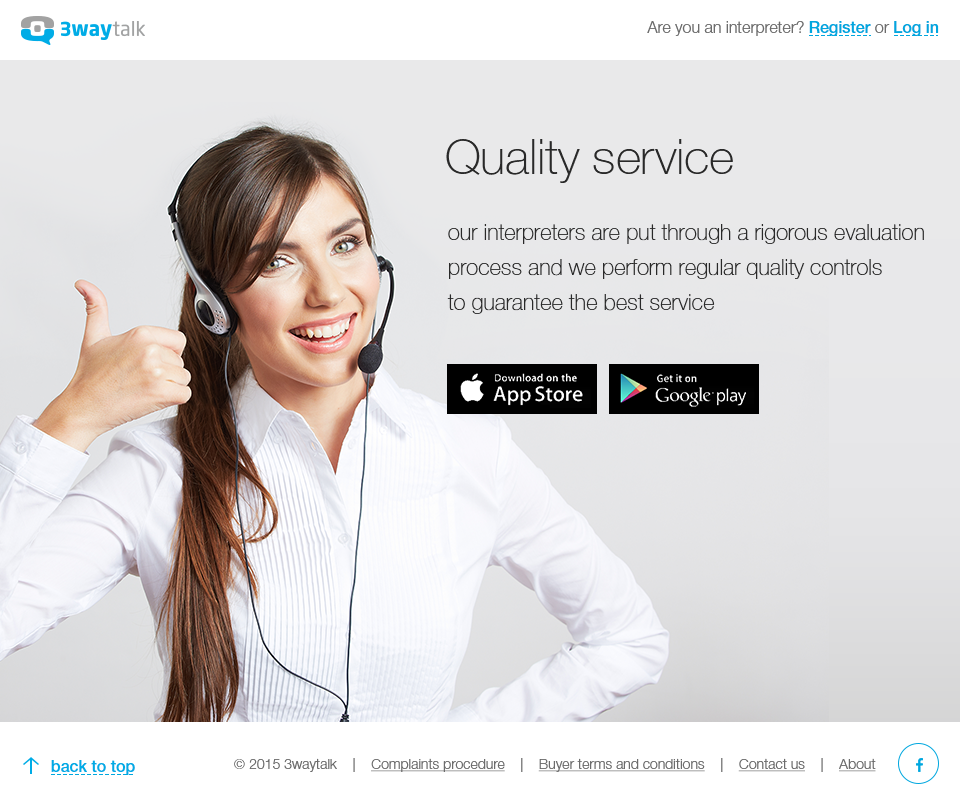 3waytalk
Are you an interpreter? Register or Log in
Quality service
our interpreters are put through a rigorous evaluation
process and we perform regular quality controls
to guarantee the best service
Download on the
App Store
Get it on
Google play
back to top
© 2015 3waytalk | Complaints procedure | Buyer terms and conditions | Contact us | About
f